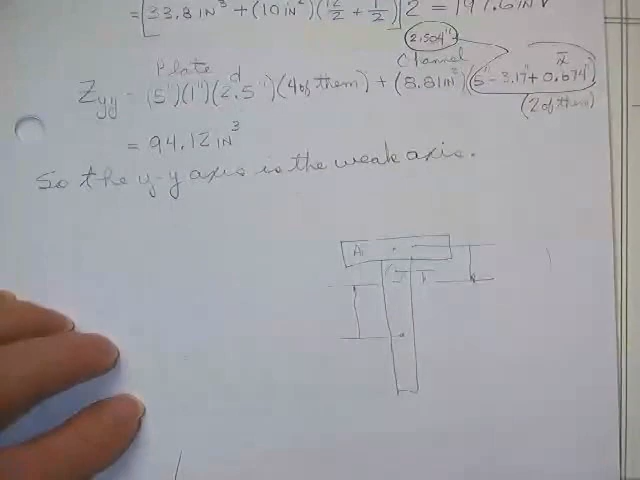 = [33.8 IN³ + (10 IN²)(12/2 + 1/2)]2 = 197.6 IN
2.504"
Plate d Channel x̄
Zyy = (5")(1")(2.5")(4 of them) + (8.81 IN²)(5" - 3.17" + 0.674")
(2 of them)
= 94.12 IN³
So the y-y axis is the weak axis.
A